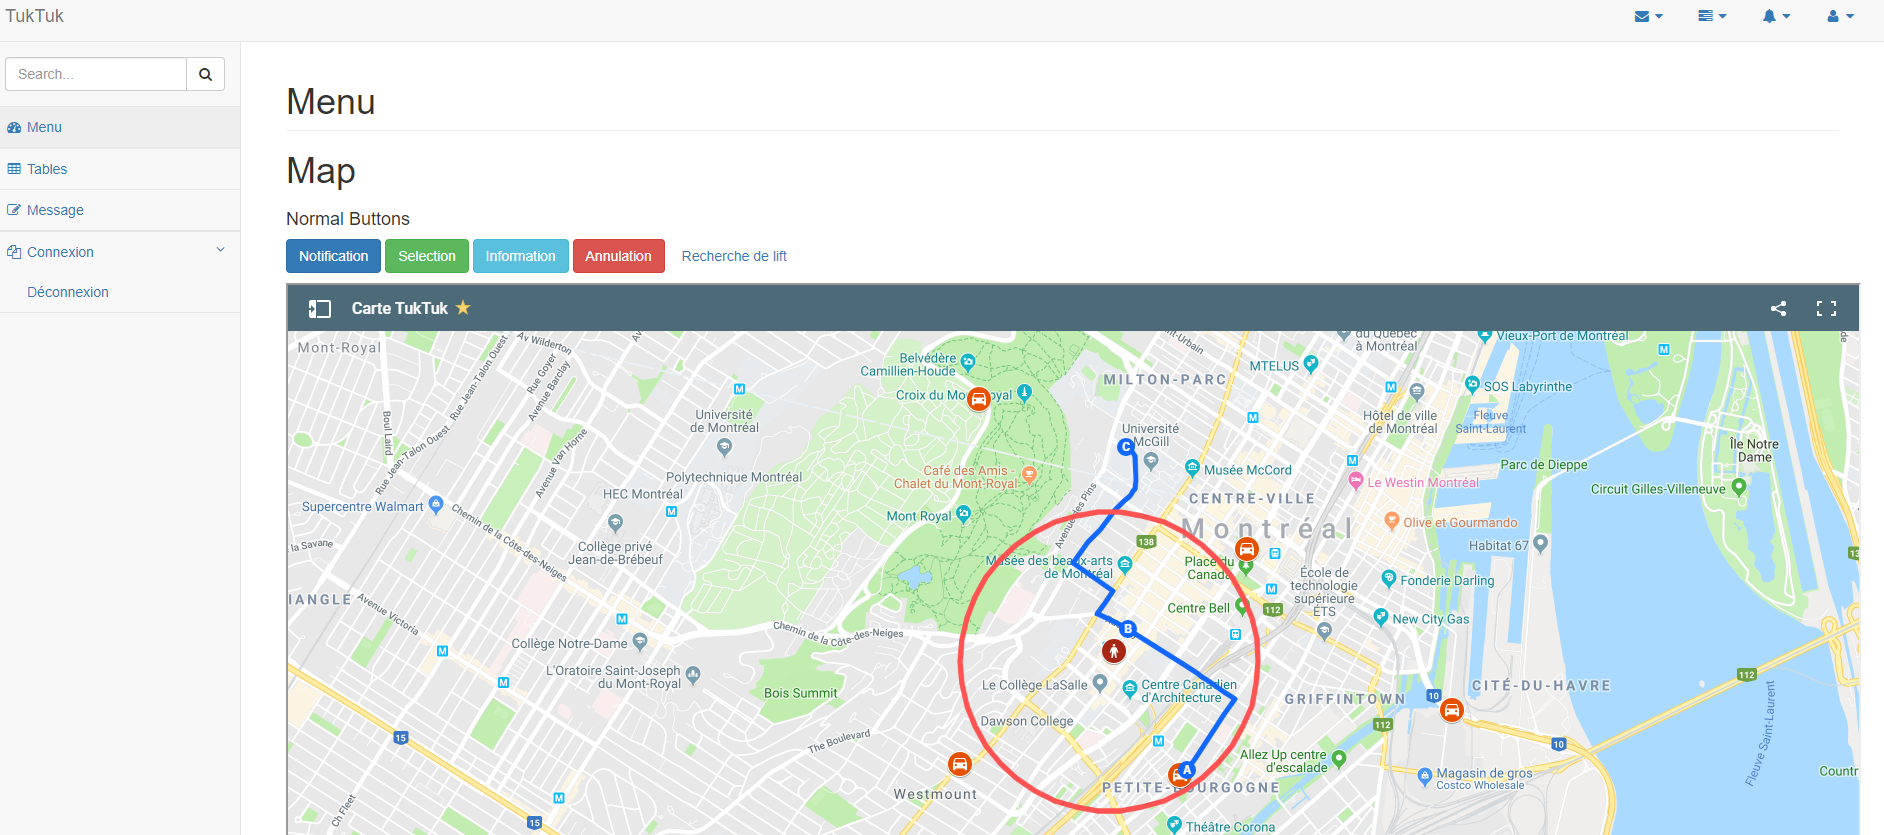 TukTuk
Search...
Menu
Tables
Message
Connexion
Déconnexion
Menu
Map
Normal Buttons
Notification
Selection
Information
Annulation
Recherche de lift
Carte TukTuk
Mont-Royal
Av Wilderton
Rue Jean-Talon Ouest
Rue Goyer
Avenue Barclay
Boul Laird
Rue Jean-Talon Ouest
Avenue Van Horne
Université
de Montréal
Polytechnique Montréal
HEC Montréal
Supercentre Walmart
Chemin de la Côte-des-Neiges
la Savane
Collège privé
Jean-de-Brébeuf
IANGLE
Avenue Victoria
Collège Notre-Dame
Chemin de la Côte-des-Neiges
L'Oratoire Saint-Joseph
du Mont-Royal
Bois Summit
The Boulevard
Westmount
Ch Fleet
15
15
Belvédère
Camillien-Houde
Croix du Mo
oyal
Café des Amis -
Chalet du Mont-Royal
Mont Royal
Avenue des Pins
MILTON-PARC
t-Urbain
MTELUS
du Québec
à Montréal
Vieux-Port de Montréal
SOS Labyrinthe
Hôtel de ville
de Montréal
Fleuve
Saint-Laurent
Île Notre
Dame
Parc de Dieppe
Circuit Gilles-Villeneuve
Université
McGill
C
Musée McCord
Le Westin Montréal
CENTRE-VILLE
Montréal
Olive et Gourmando
Habitat 67
138
Musée des beaux-arts
de Montréal
Place du
Canada
École de
technologie
supérieure
ÉTS
Fonderie Darling
New City Gas
Centre Bell
112
B
Le Collège LaSalle
Centre Canadien
d'Architecture
Dawson College
GRIFFINTOWN
CITÉ-DU-HAVRE
10
112
112
10
Allez Up centre
d'escalade
A
PETITE-B
URGOGNE
Magasin de gros
Costco Wholesale
Fleuve Saint-Laurent
Countr
Théâtre Corona